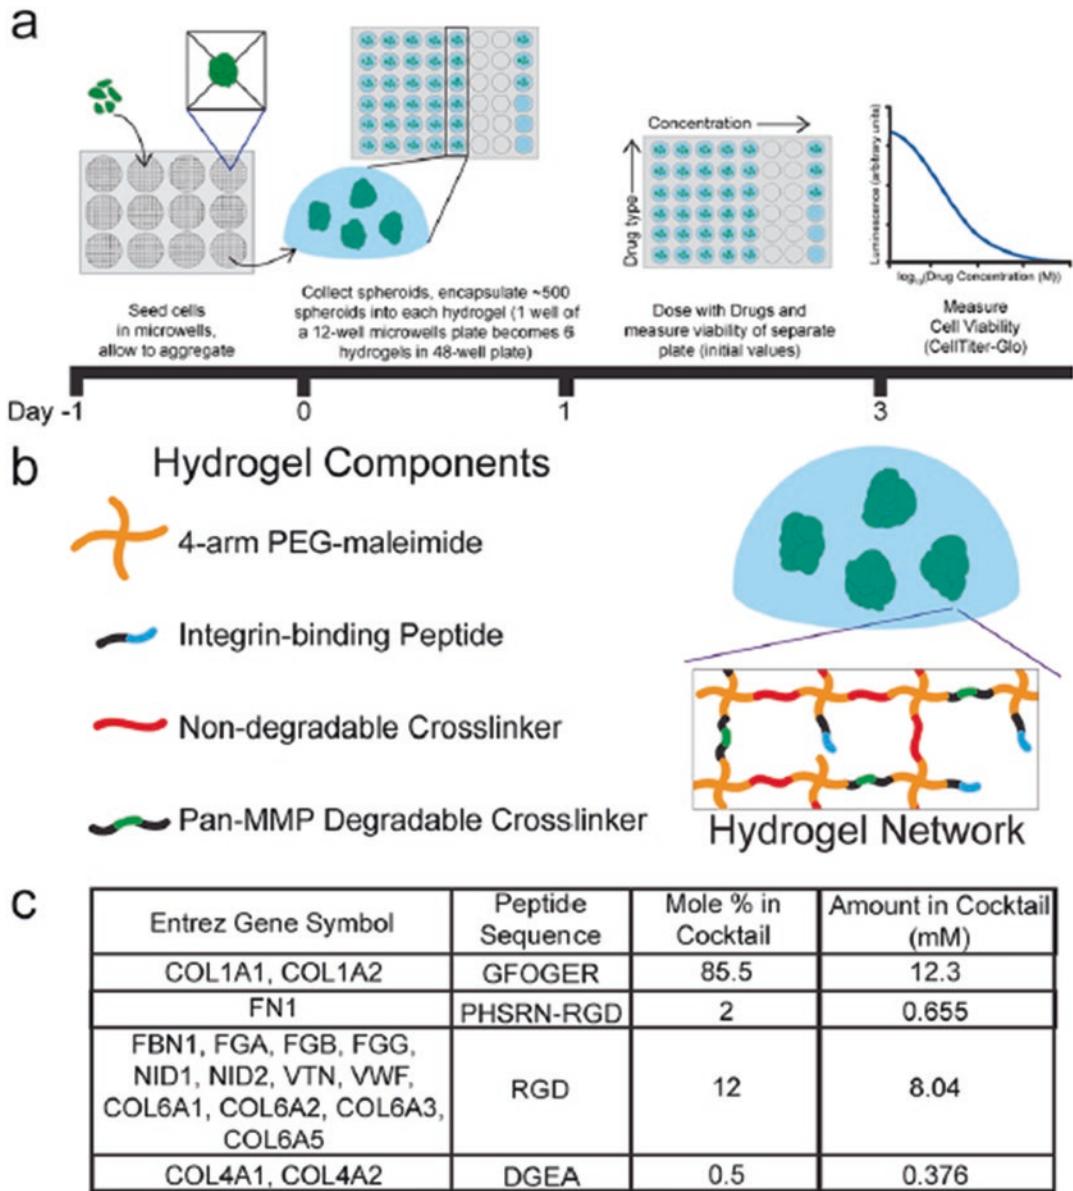 a
Concentration
Drug type
Luminescence (arbitrary units)
log₁₀(Drug Concentration (M))
Seed cells
in microwells,
allow to aggregate
Collect spheroids, encapsulate ~500
spheroids into each hydrogel (1 well of
a 12-well microwells plate becomes 6
hydrogels in 48-well plate)
Dose with Drugs and
measure viability of separate
plate (initial values)
Measure
Cell Viability
(CellTiter-Glo)
Day -1 0 1 3
b
Hydrogel Components
4-arm PEG-maleimide
Integrin-binding Peptide
Non-degradable Crosslinker
Pan-MMP Degradable Crosslinker
Hydrogel Network
c
Entrez Gene Symbol
Peptide
Sequence
Mole % in
Cocktail
Amount in Cocktail
(mM)
COL1A1, COL1A2 GFOGER 85.5 12.3
FN1 PHSRN-RGD 2 0.655
FBN1, FGA, FGB, FGG,
NID1, NID2, VTN, VWF,
COL6A1, COL6A2, COL6A3,
COL6A5
RGD 12 8.04
COL4A1, COL4A2 DGEA 0.5 0.376